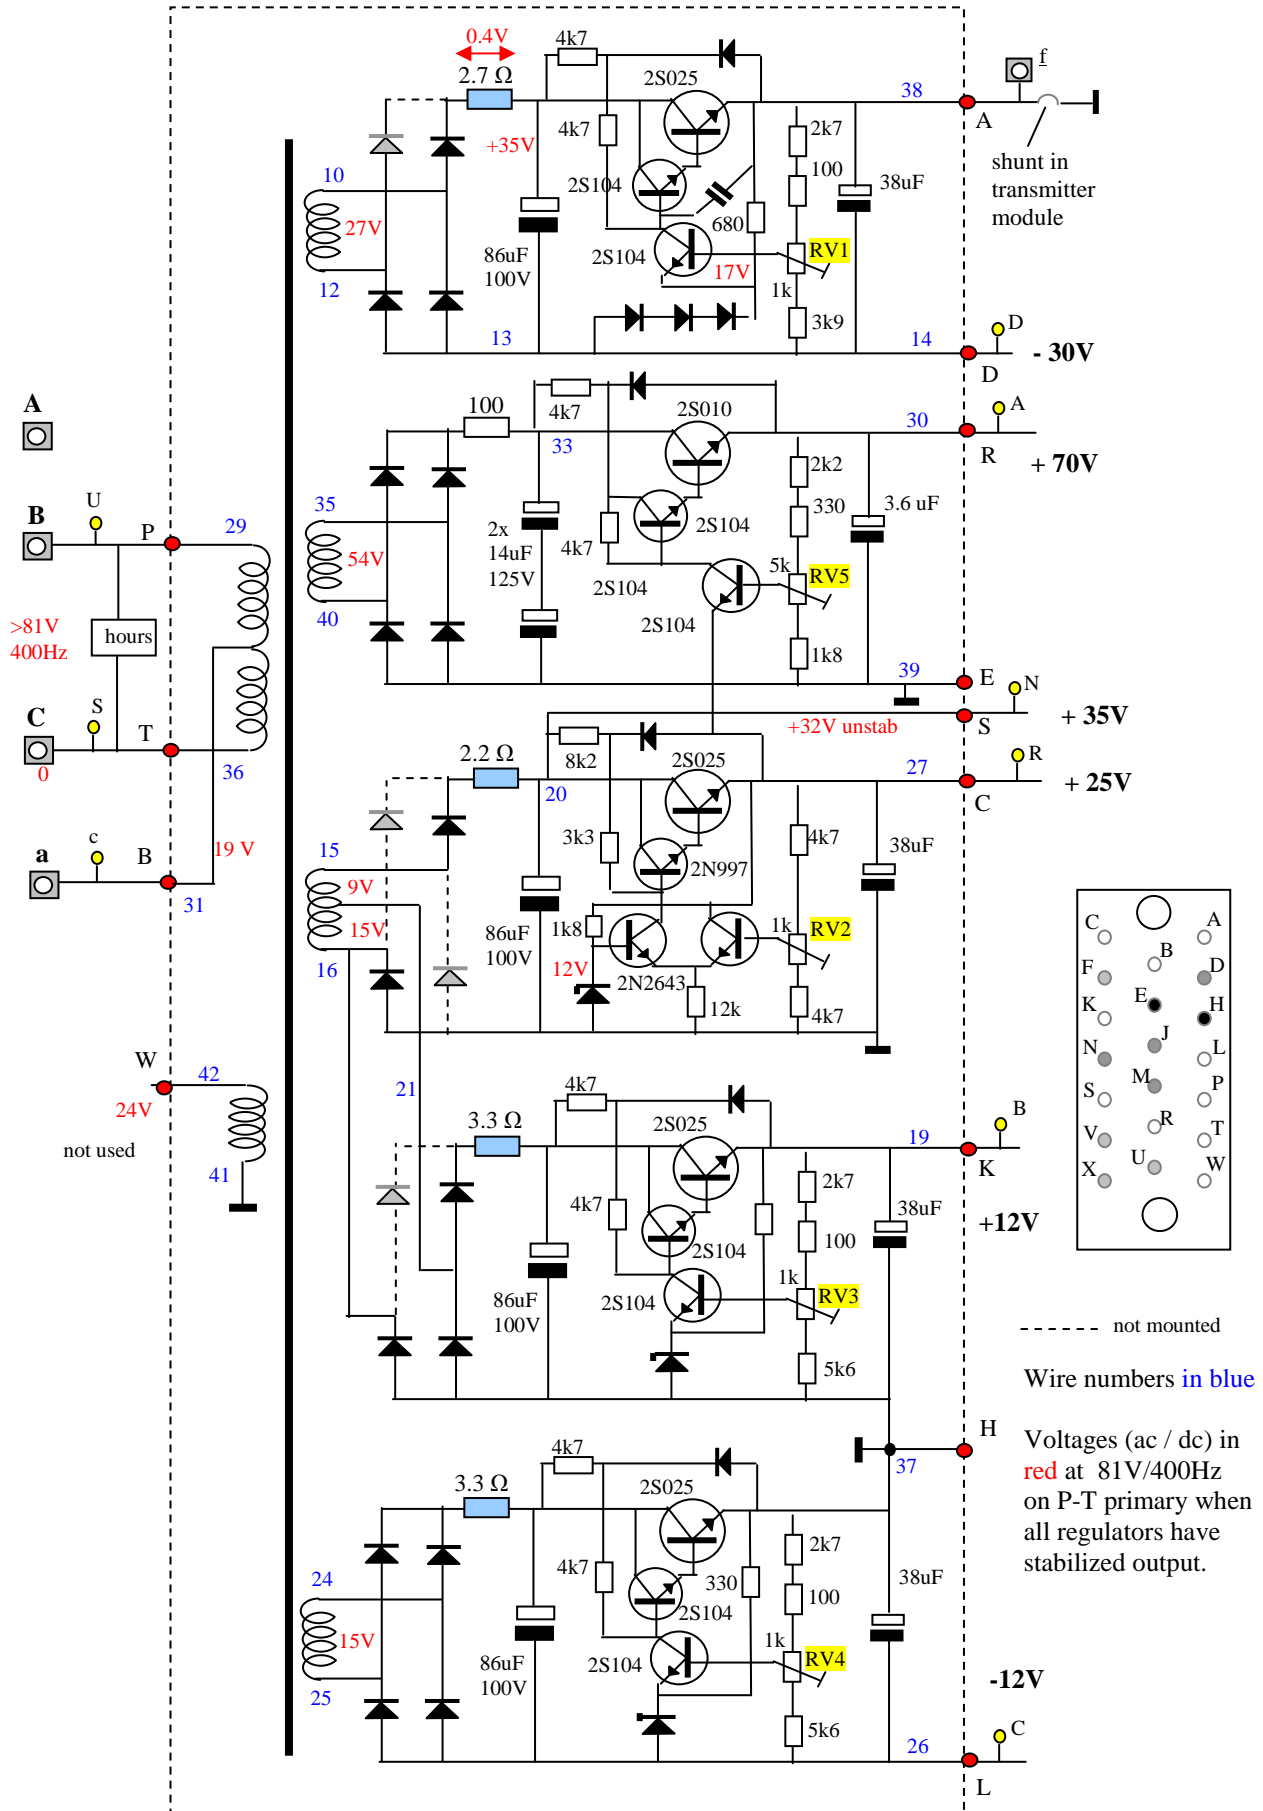 0.4V
4k7
2.7 Ω
2S025
38
f
A
4k7
2k7
+35V
100
shunt in
transmitter
module
10
2S104
38uF
27V
680
86uF
100V
2S104
RV1
17V
12
1k
3k9
13
14
D
- 30V
D
A
100
4k7
2S010
30
A
33
R
+ 70V
2k2
U
35
330
3.6 uF
B
P
29
2x
14uF
125V
2S104
54V
4k7
5k
RV5
2S104
>81V
400Hz
hours
40
2S104
1k8
39
E
N
S
C
T
+32V unstab
S
+ 35V
0
36
2.2 Ω
8k2
2S025
27
R
20
C
+ 25V
4k7
a
c
B
19 V
15
3k3
2N997
38uF
9V
31
15V
86uF
100V
1k8
1k
RV2
16
12V
2N2643
12k
4k7
C
A
B
F
D
E
H
K
J
N
L
M
S
P
R
V
T
U
X
W
W
42
21
4k7
24V
3.3 Ω
2S025
19
B
not used
K
41
4k7
2k7
38uF
+12V
2S104
100
86uF
100V
2S104
1k
RV3
5k6
not mounted
Wire numbers in blue
H
37
Voltages (ac / dc) in
red at 81V/400Hz
on P-T primary when
all regulators have
stabilized output.
4k7
3.3 Ω
2S025
2k7
4k7
24
330
38uF
2S104
100
15V
86uF
100V
2S104
1k
RV4
25
-12V
5k6
26
C
L